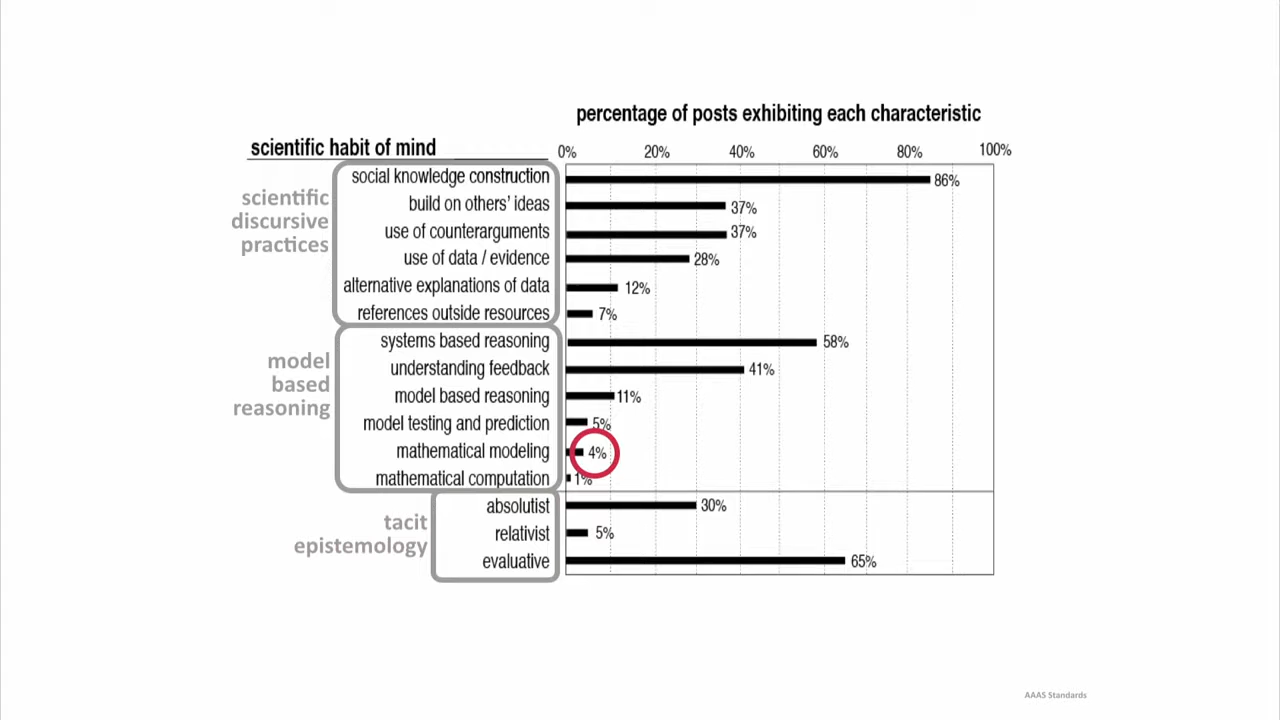 percentage of posts exhibiting each characteristic
scientific habit of mind
0% 20% 40% 60% 80% 100%
scientific
discursive
practices
social knowledge construction 86%
build on others' ideas 37%
use of counterarguments 37%
use of data / evidence 28%
alternative explanations of data 12%
references outside resources 7%
model
based
reasoning
systems based reasoning 58%
understanding feedback 41%
model based reasoning 11%
model testing and prediction 5%
mathematical modeling 4%
mathematical computation 1%
tacit
epistemology
absolutist 30%
relativist 5%
evaluative 65%
AAAS Standards